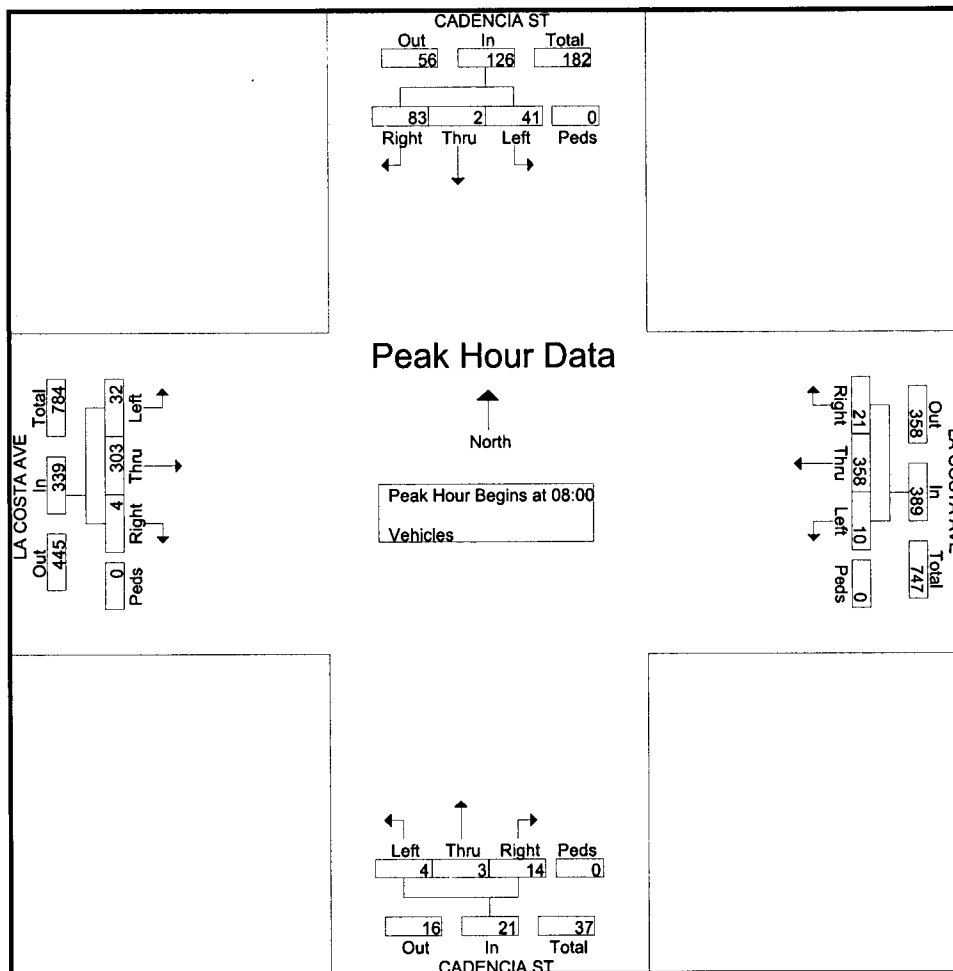 CADENCIA ST
Out In Total
56 126 182
83 2 41 0
Right Thru Left Peds
Peak Hour Data
North
Peak Hour Begins at 08:00
Vehicles
LA COSTA AVE
Total In Out
784 339 445
32 303 4 0
Left Thru Right Peds
Right Thru Left Peds
21 358 10 0
Out In Total
358 389 747
LA COSTA AVE
Left Thru Right Peds
4 3 14 0
16 21 37
Out In Total
CADENCIA ST